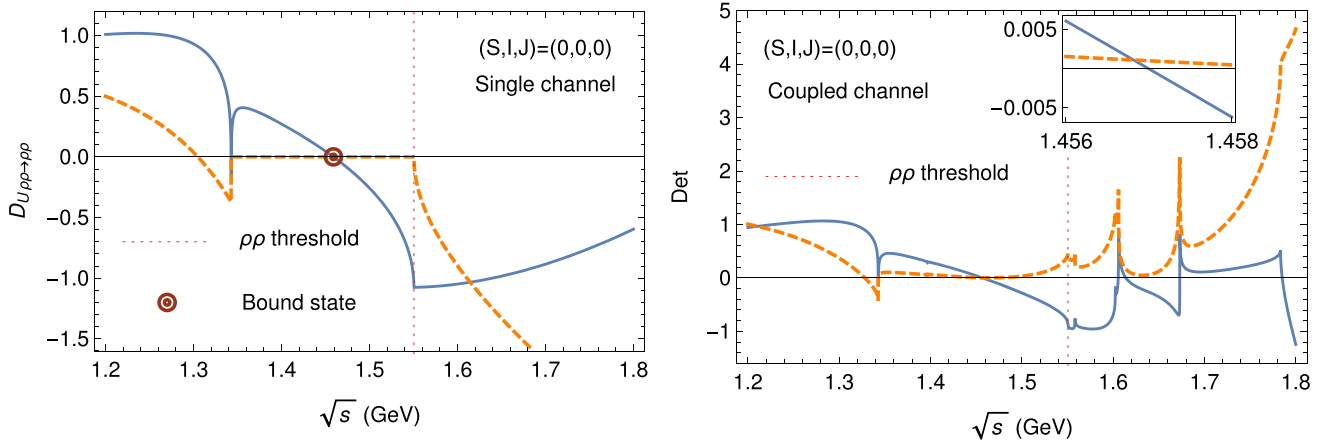 (S,I,J)=(0,0,0)
Single channel
ρρ threshold
Bound state
D_{U ρρ→ρρ}
1.0
0.5
0.0
−0.5
−1.0
−1.5
1.2 1.3 1.4 1.5 1.6 1.7 1.8
√s (GeV)
(S,I,J)=(0,0,0)
Coupled channel
ρρ threshold
0.005
−0.005
1.456 1.458
Det
5
4
3
2
1
0
−1
1.2 1.3 1.4 1.5 1.6 1.7 1.8
√s (GeV)